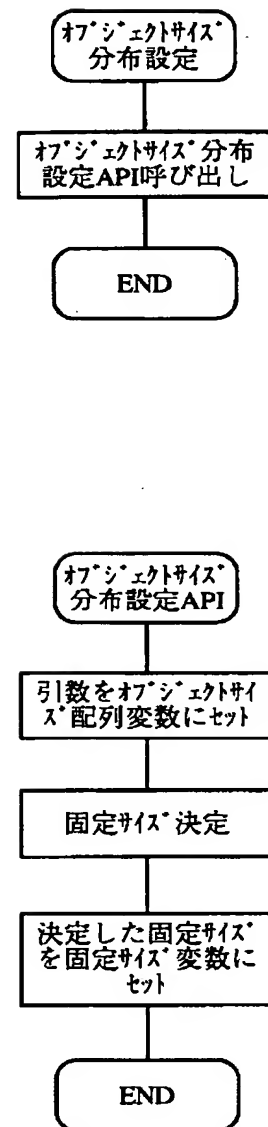 ｵﾌﾞｼﾞｪｸﾄｻｲｽﾞ
分布設定
ｵﾌﾞｼﾞｪｸﾄｻｲｽﾞ分布
設定API呼び出し
END
ｵﾌﾞｼﾞｪｸﾄｻｲｽﾞ
分布設定API
引数をｵﾌﾞｼﾞｪｸﾄｻｲ
ｽﾞ配列変数にｾｯﾄ
固定ｻｲｽﾞ決定
決定した固定ｻｲｽﾞ
を固定ｻｲｽﾞ変数に
ｾｯﾄ
END